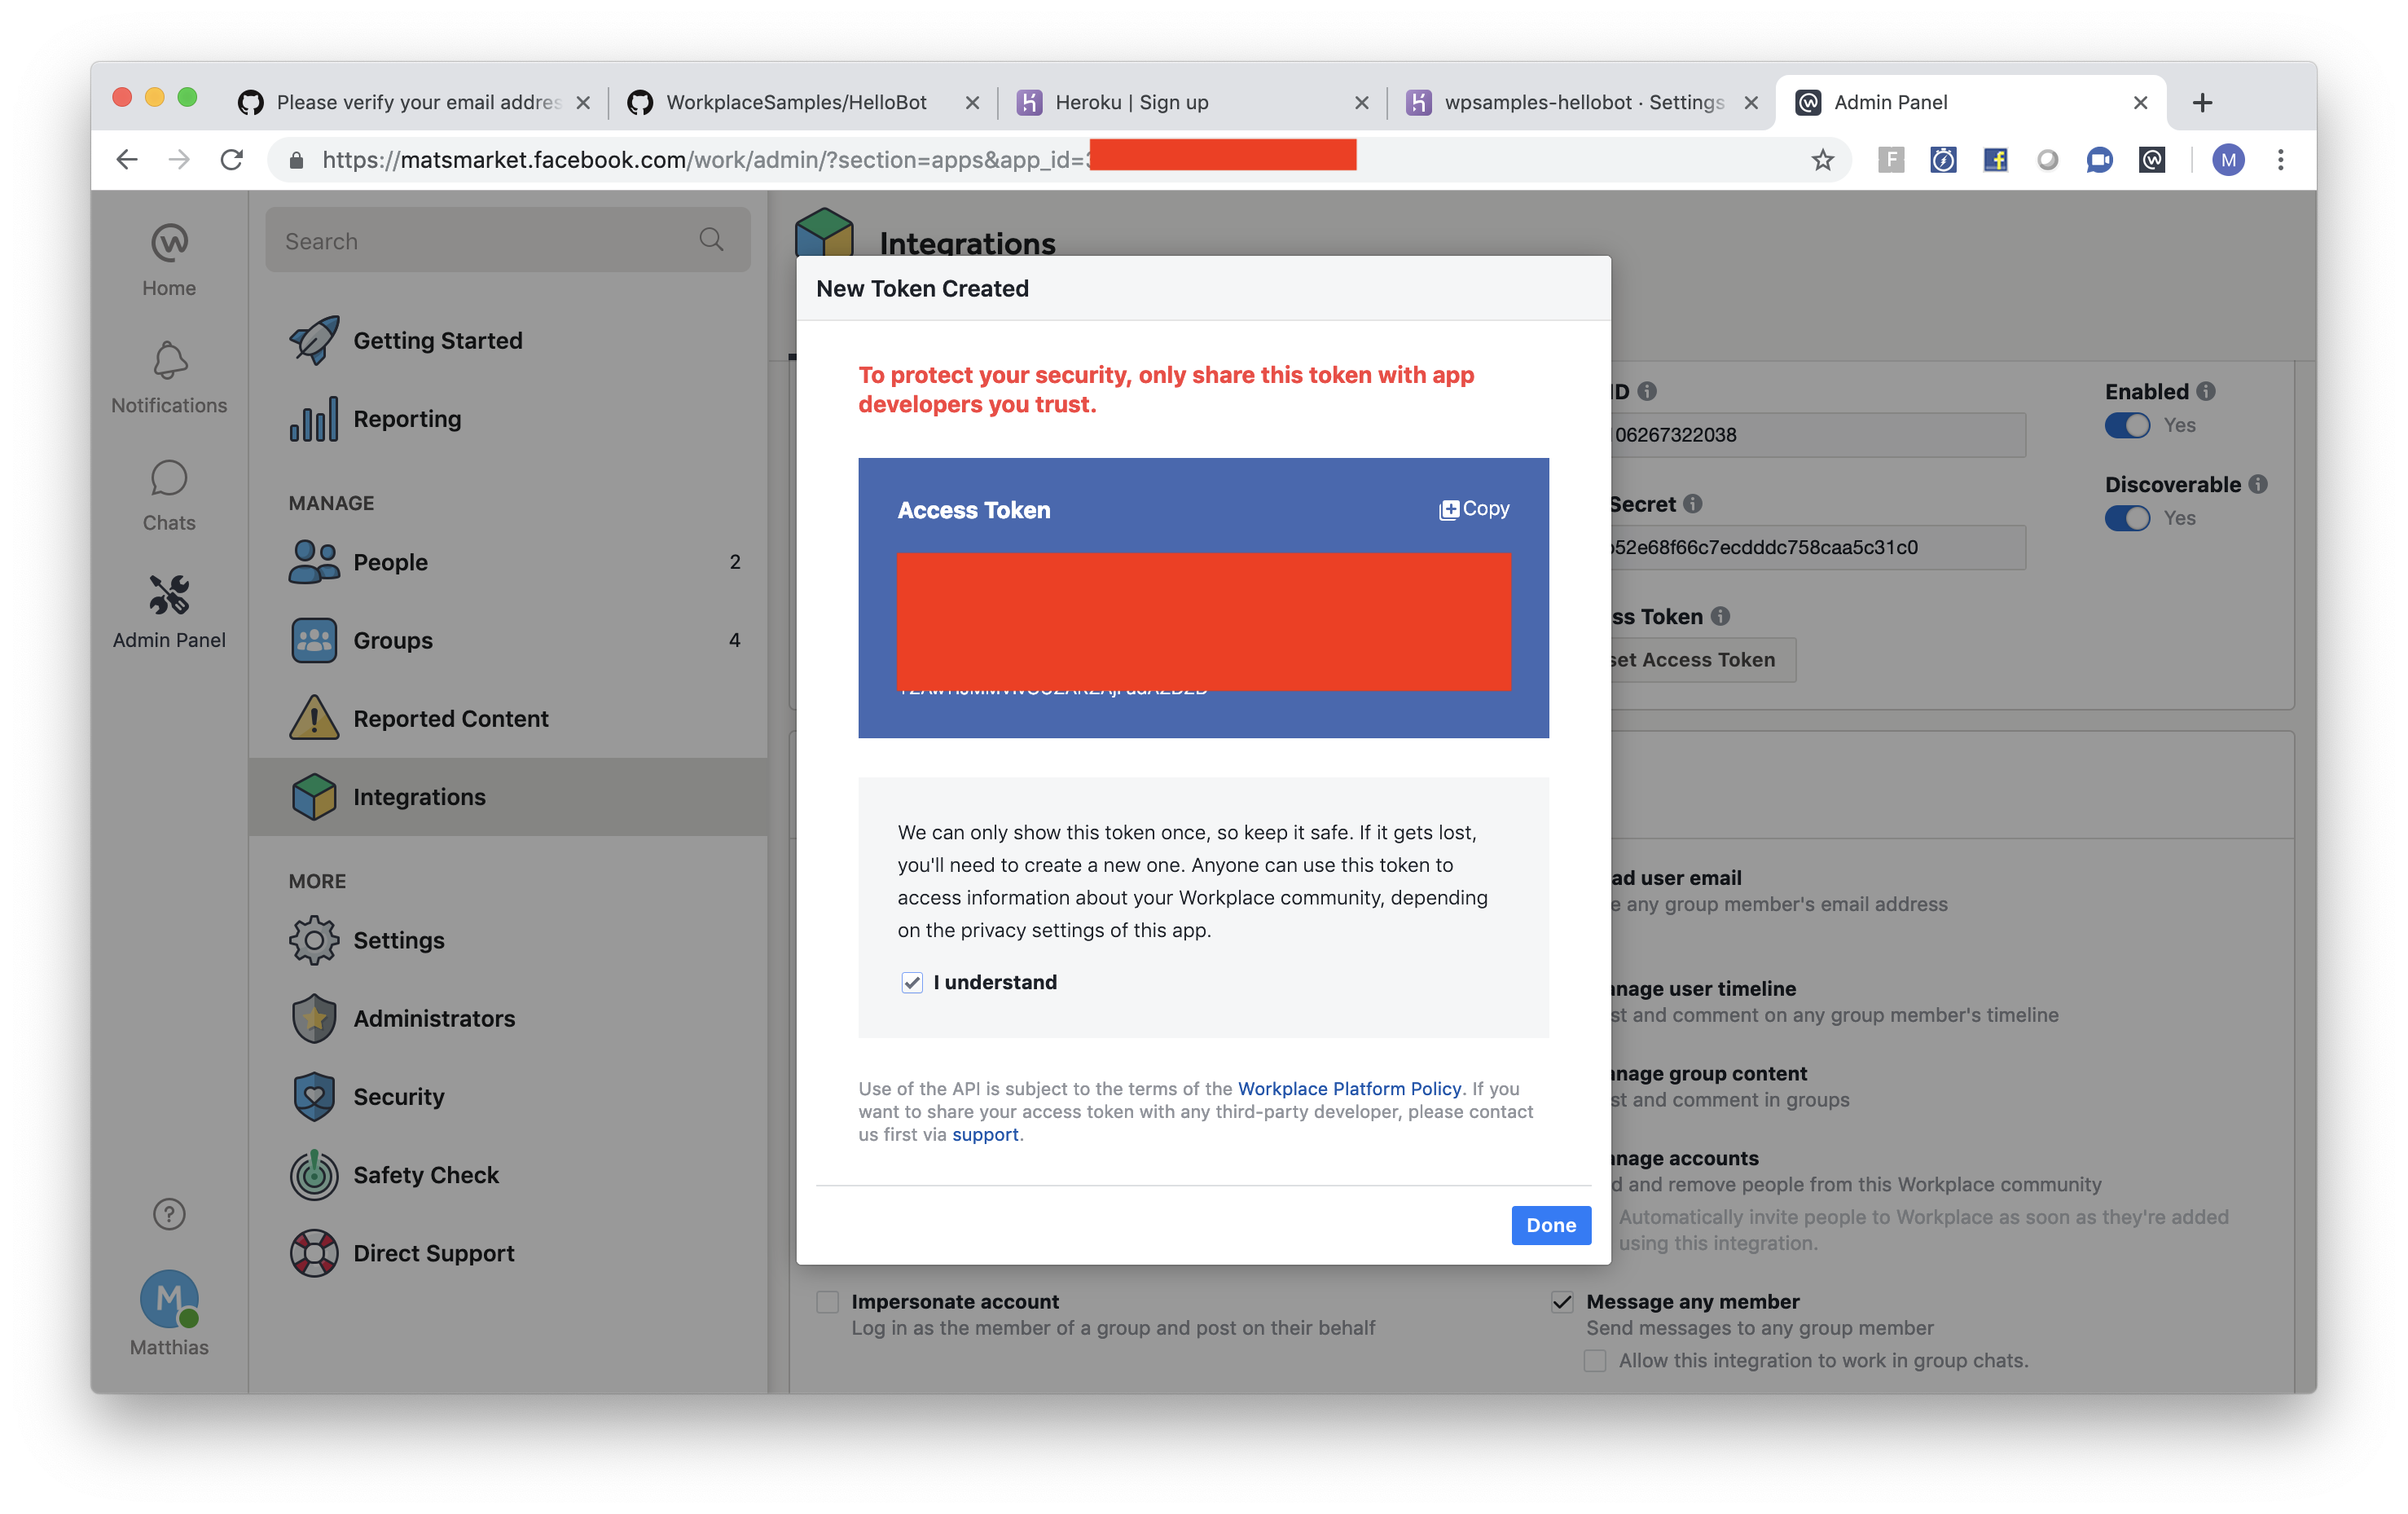 Please verify your email addres
WorkplaceSamples/HelloBot
Heroku | Sign up
wpsamples-hellobot · Settings
Admin Panel
https://matsmarket.facebook.com/work/admin/?section=apps&app_id=
M
Home
Notifications
Chats
Admin Panel
Matthias
Search
Getting Started
Reporting
MANAGE
People 2
Groups 4
Reported Content
Integrations
MORE
Settings
Administrators
Security
Safety Check
Direct Support
Integrations
New Token Created
To protect your security, only share this token with app
developers you trust.
Access Token
Copy
We can only show this token once, so keep it safe. If it gets lost,
you'll need to create a new one. Anyone can use this token to
access information about your Workplace community, depending
on the privacy settings of this app.
I understand
Use of the API is subject to the terms of the Workplace Platform Policy. If you
want to share your access token with any third-party developer, please contact
us first via support.
Done
ID
06267322038
Secret
52e68f66c7ecdddc758caa5c31c0
ss Token
set Access Token
Enabled
Yes
Discoverable
Yes
ad user email
e any group member's email address
anage user timeline
st and comment on any group member's timeline
anage group content
st and comment in groups
anage accounts
d and remove people from this Workplace community
Automatically invite people to Workplace as soon as they're added
using this integration.
Impersonate account
Log in as the member of a group and post on their behalf
Message any member
Send messages to any group member
Allow this integration to work in group chats.